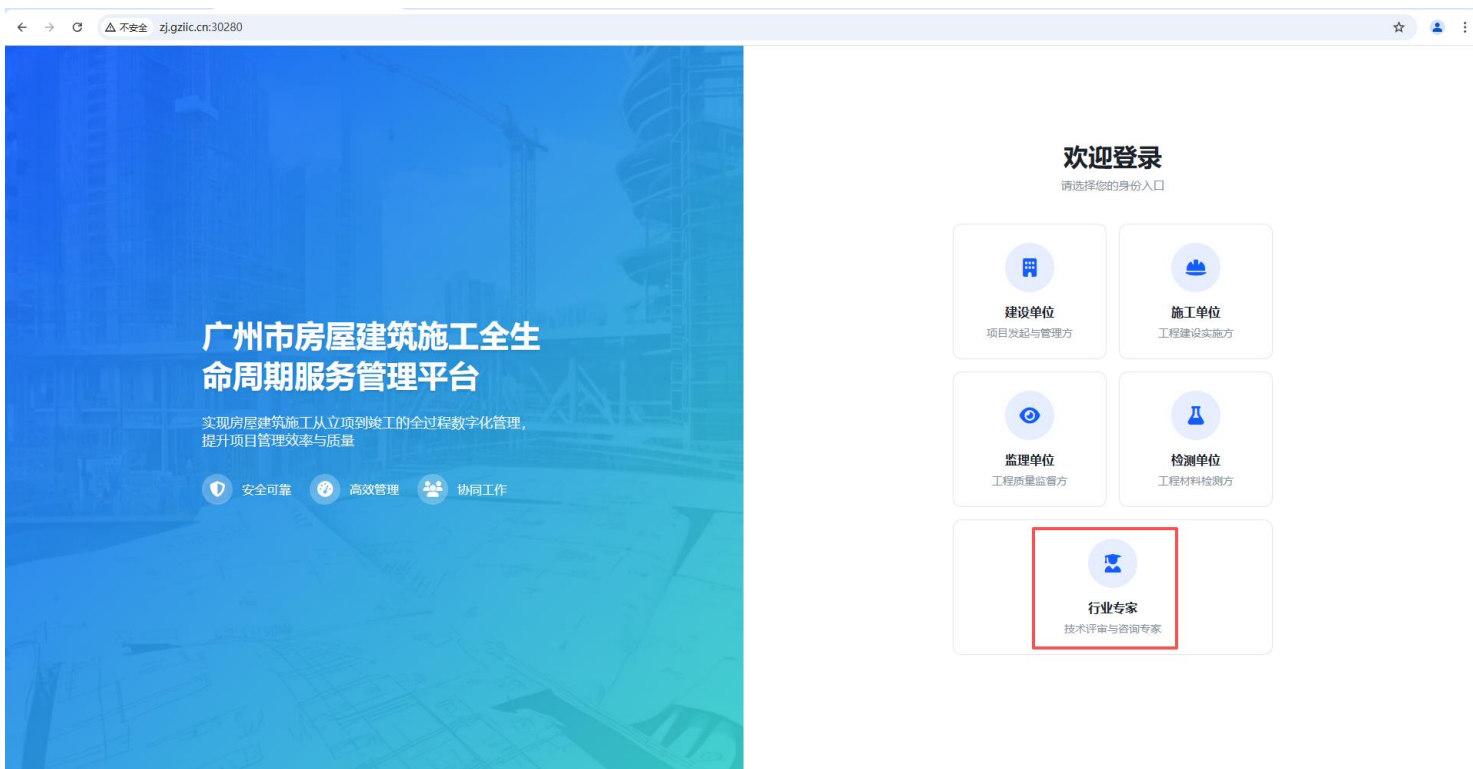 不安全 zj.gziic.cn:30280
广州市房屋建筑施工全生
命周期服务管理平台
实现房屋建筑施工从立项到竣工的全过程数字化管理，
提升项目管理效率与质量
安全可靠 高效管理 协同工作
欢迎登录
请选择您的身份入口
建设单位
项目发起与管理方
施工单位
工程建设实施方
监理单位
工程质量监督方
检测单位
工程材料检测方
行业专家
技术评审与咨询专家